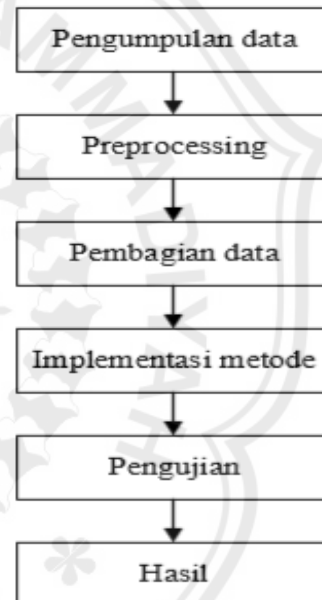 Pengumpulan data
Preprocessing
Pembagian data
Implementasi metode
Pengujian
Hasil